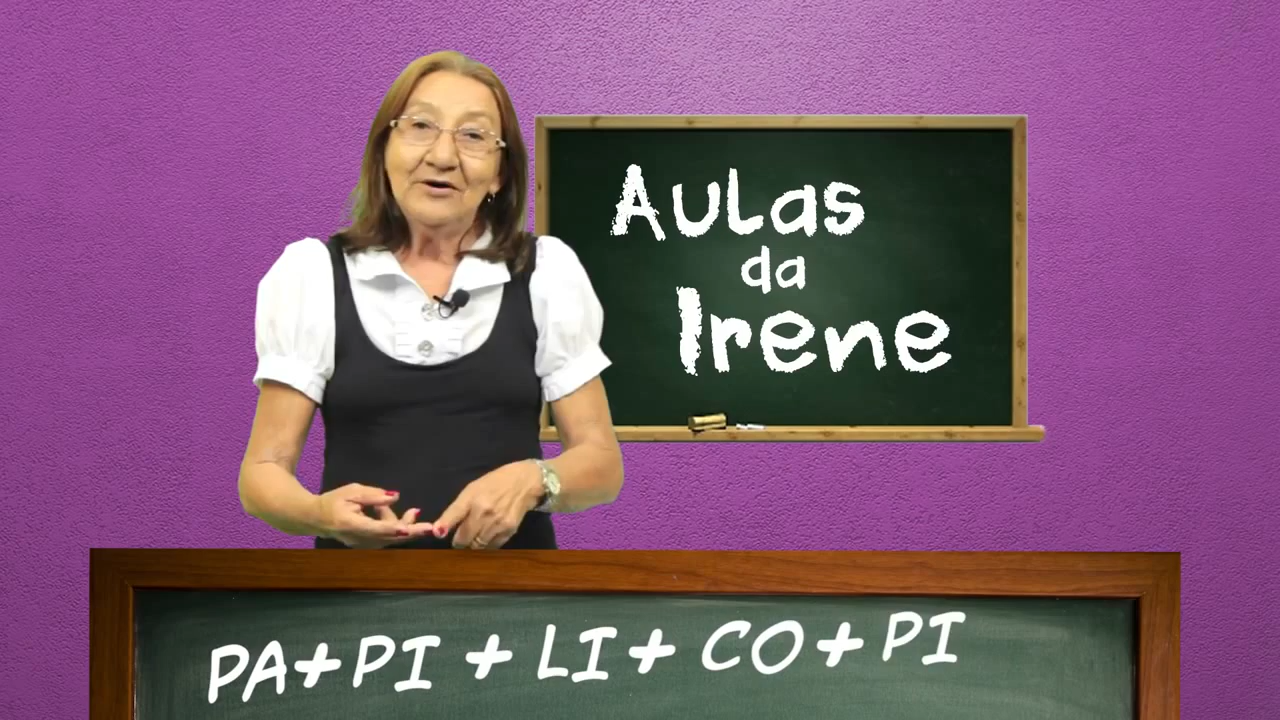 Aulas
da
Irene
PA+PI + LI + CO + PI